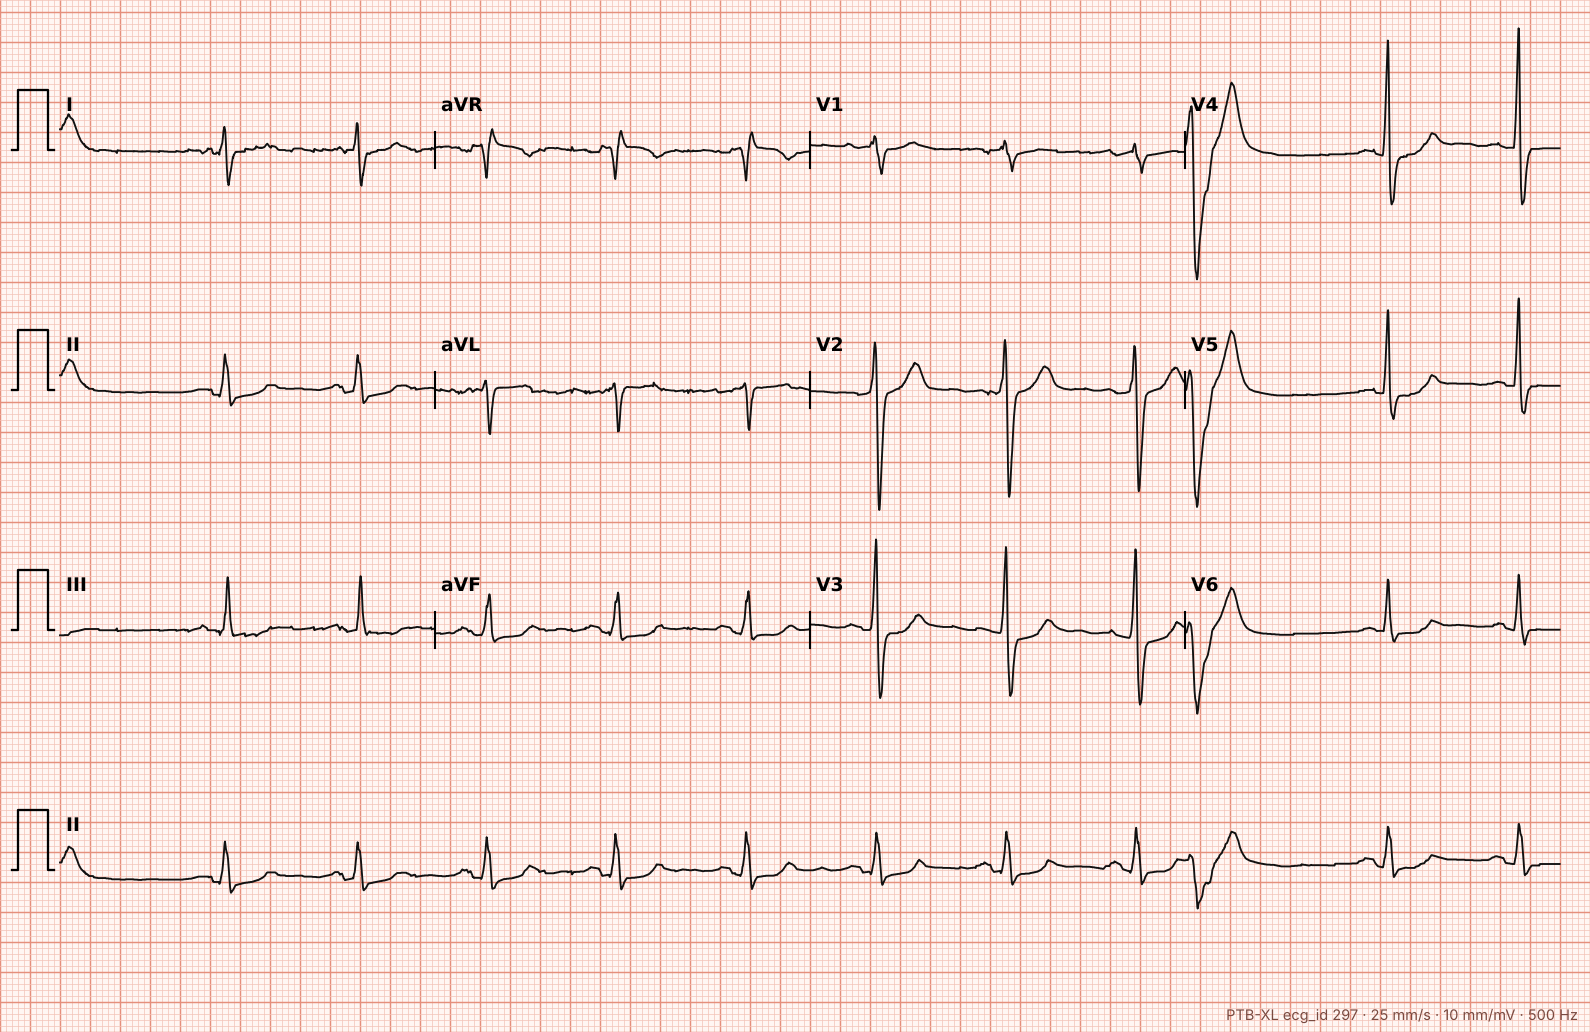 I aVR V1 V4
II aVL V2 V5
III aVF V3 V6
II
PTB-XL ecg_id 297 · 25 mm/s · 10 mm/mV · 500 Hz